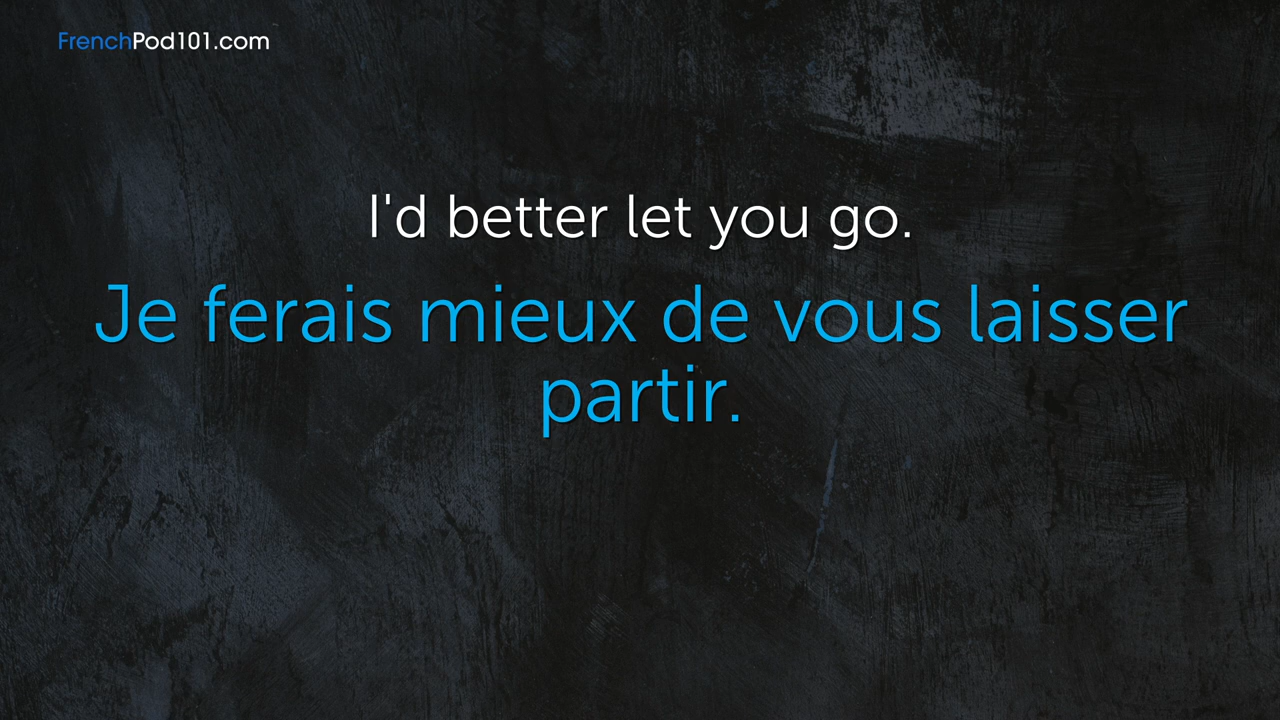 FrenchPod101.com
I'd better let you go.
Je ferais mieux de vous laisser
partir.